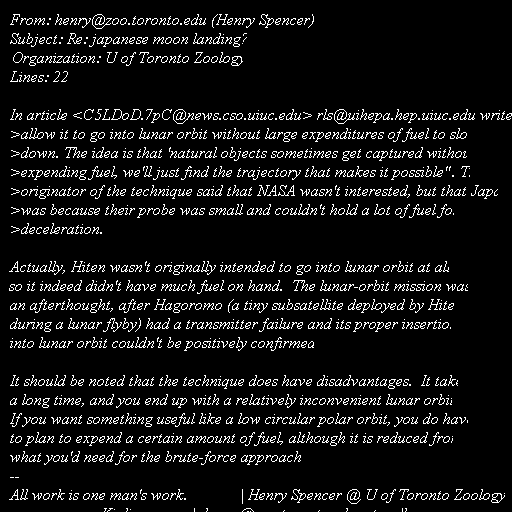 From: henry@zoo.toronto.edu (Henry Spencer)
Subject: Re: japanese moon landing?
Organization: U of Toronto Zoology
Lines: 22

In article <C5LDoD.7pC@news.cso.uiuc.edu> rls@uihepa.hep.uiuc.edu write
>allow it to go into lunar orbit without large expenditures of fuel to slo
>down. The idea is that 'natural objects sometimes get captured withou
>expending fuel, we'll just find the trajectory that makes it possible". T
>originator of the technique said that NASA wasn't interested, but that Japa
>was because their probe was small and couldn't hold a lot of fuel fo
>deceleration.

Actually, Hiten wasn't originally intended to go into lunar orbit at al
so it indeed didn't have much fuel on hand.  The lunar-orbit mission was
an afterthought, after Hagoromo (a tiny subsatellite deployed by Hite
during a lunar flyby) had a transmitter failure and its proper insertio
into lunar orbit couldn't be positively confirmed

It should be noted that the technique does have disadvantages.  It take
a long time, and you end up with a relatively inconvenient lunar orbit
If you want something useful like a low circular polar orbit, you do have
to plan to expend a certain amount of fuel, although it is reduced from
what you'd need for the brute-force approach
--
All work is one man's work.             | Henry Spencer @ U of Toronto Zoology